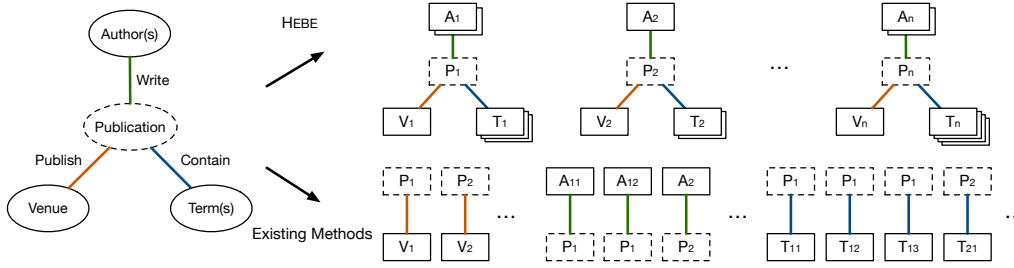 Author(s)
Write
Publication
Publish
Contain
Venue
Term(s)
HEBE
Existing Methods
A1
A2
An
P1
P2
...
Pn
V1
T1
V2
T2
Vn
Tn
P1
P2
A11
A12
A2
P1
P1
P1
P2
...
...
...
V1
V2
P1
P1
P2
T11
T12
T13
T21